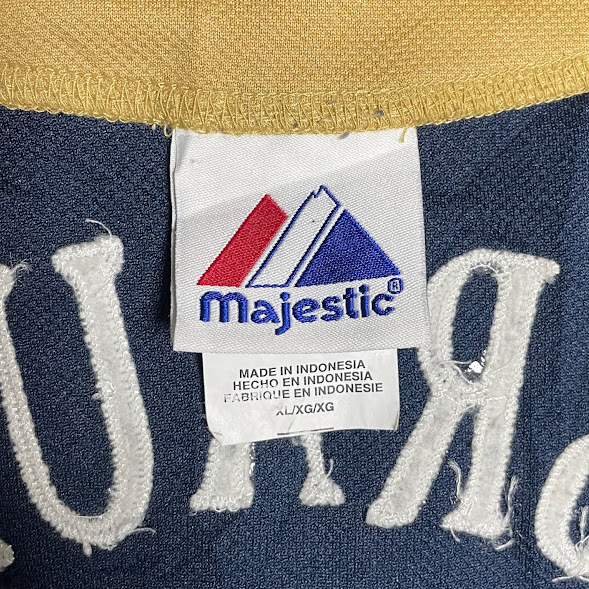 Majestic®
MADE IN INDONESIA
HECHO EN INDONESIA
FABRIQUE EN INDONESIE
XL/XG/XG